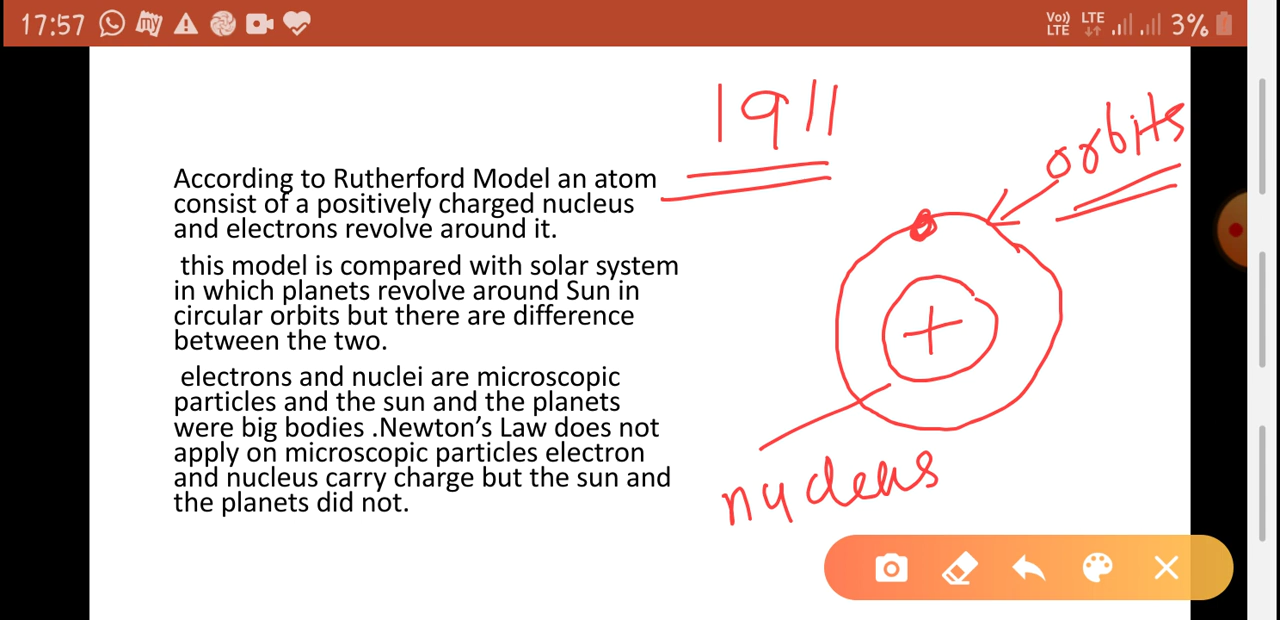 17:57
my
Vo)) LTE
LTE
3%
1911
orbits
According to Rutherford Model an atom
consist of a positively charged nucleus
and electrons revolve around it.
this model is compared with solar system
in which planets revolve around Sun in
circular orbits but there are difference
between the two.
electrons and nuclei are microscopic
particles and the sun and the planets
were big bodies .Newton's Law does not
apply on microscopic particles electron
and nucleus carry charge but the sun and
the planets did not.
+
nucleus